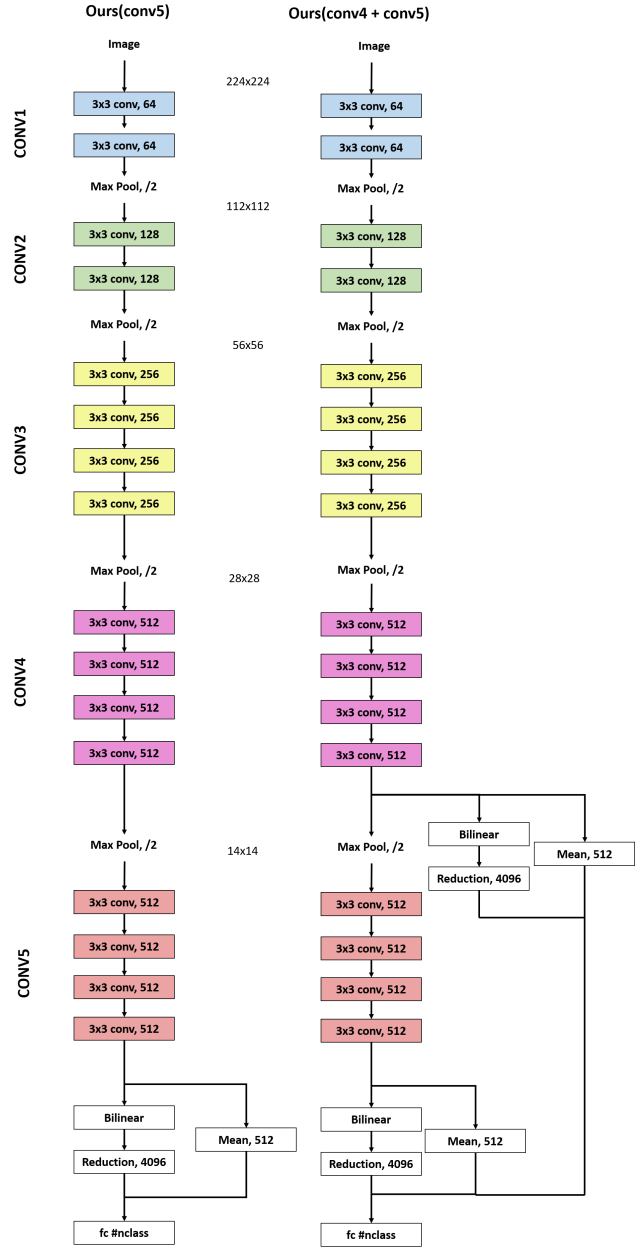 Ours(conv5)
Ours(conv4 + conv5)
Image
Image
224x224
CONV1
3x3 conv, 64
3x3 conv, 64
3x3 conv, 64
3x3 conv, 64
Max Pool, /2
Max Pool, /2
112x112
CONV2
3x3 conv, 128
3x3 conv, 128
3x3 conv, 128
3x3 conv, 128
Max Pool, /2
Max Pool, /2
56x56
CONV3
3x3 conv, 256
3x3 conv, 256
3x3 conv, 256
3x3 conv, 256
3x3 conv, 256
3x3 conv, 256
3x3 conv, 256
3x3 conv, 256
Max Pool, /2
Max Pool, /2
28x28
CONV4
3x3 conv, 512
3x3 conv, 512
3x3 conv, 512
3x3 conv, 512
3x3 conv, 512
3x3 conv, 512
3x3 conv, 512
3x3 conv, 512
Bilinear
Mean, 512
Reduction, 4096
Max Pool, /2
Max Pool, /2
14x14
CONV5
3x3 conv, 512
3x3 conv, 512
3x3 conv, 512
3x3 conv, 512
3x3 conv, 512
3x3 conv, 512
3x3 conv, 512
3x3 conv, 512
Bilinear
Mean, 512
Reduction, 4096
fc #nclass
Bilinear
Mean, 512
Reduction, 4096
fc #nclass